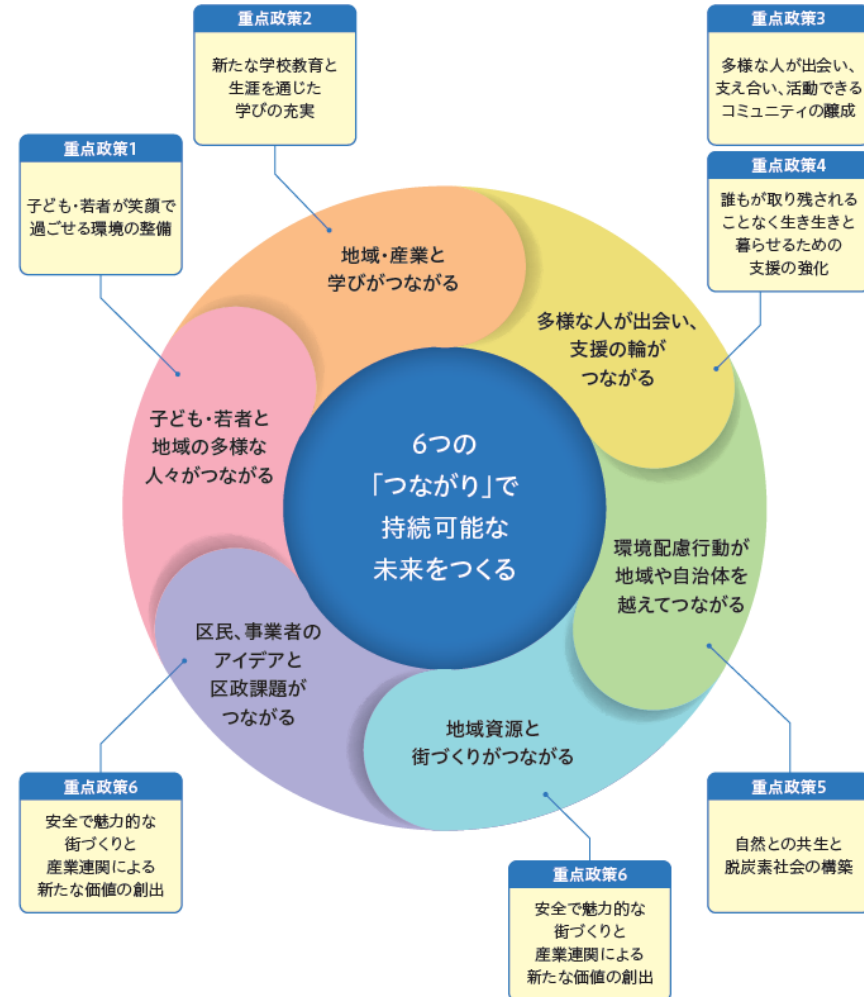 重点政策2
新たな学校教育と
生涯を通じた
学びの充実
重点政策3
多様な人が出会い、
支え合い、活動できる
コミュニティの醸成
重点政策1
子ども・若者が笑顔で
過ごせる環境の整備
重点政策4
誰もが取り残される
ことなく生き生きと
暮らせるための
支援の強化
地域・産業と
学びがつながる
多様な人が出会い、
支援の輪が
つながる
子ども・若者と
地域の多様な
人々がつながる
6つの
「つながり」で
持続可能な
未来をつくる
環境配慮行動が
地域や自治体を
越えてつながる
区民、事業者の
アイデアと
区政課題が
つながる
地域資源と
街づくりがつながる
重点政策6
安全で魅力的な
街づくりと
産業連関による
新たな価値の創出
重点政策6
安全で魅力的な
街づくりと
産業連関による
新たな価値の創出
重点政策5
自然との共生と
脱炭素社会の構築